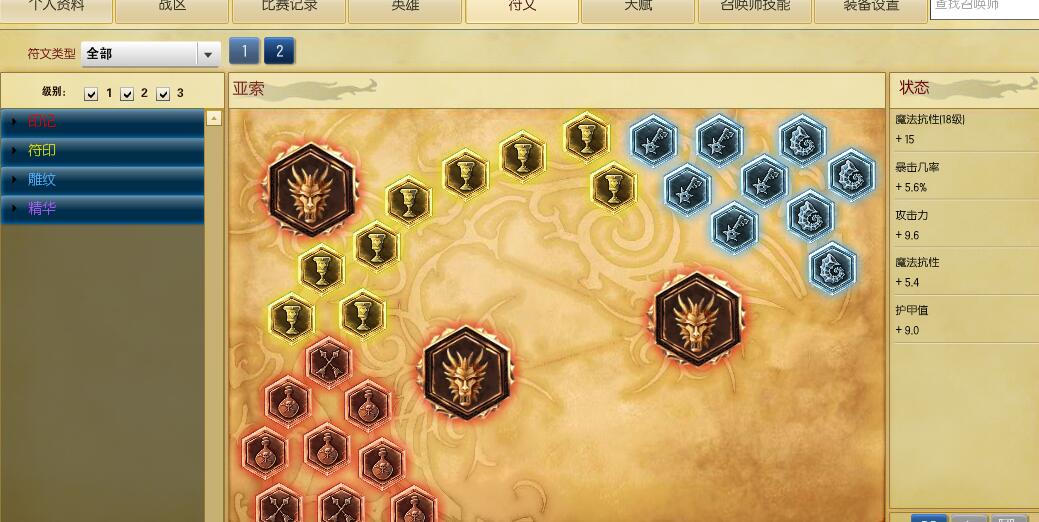 个人资料
战区
比赛记录
英雄
符文
天赋
召唤师技能
装备设置
查找召唤师
符文类型
全部
1
2
级别:
1
2
3
印记
符印
雕纹
精华
亚索
状态
魔法抗性(18级)
+ 15
暴击几率
+ 5.6%
攻击力
+ 9.6
魔法抗性
+ 5.4
护甲值
+ 9.0